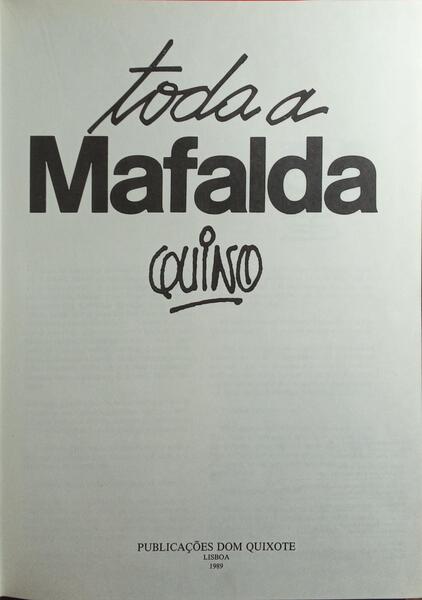 toda a
Mafalda
QUINO
PUBLICAÇÕES DOM QUIXOTE
LISBOA
1989